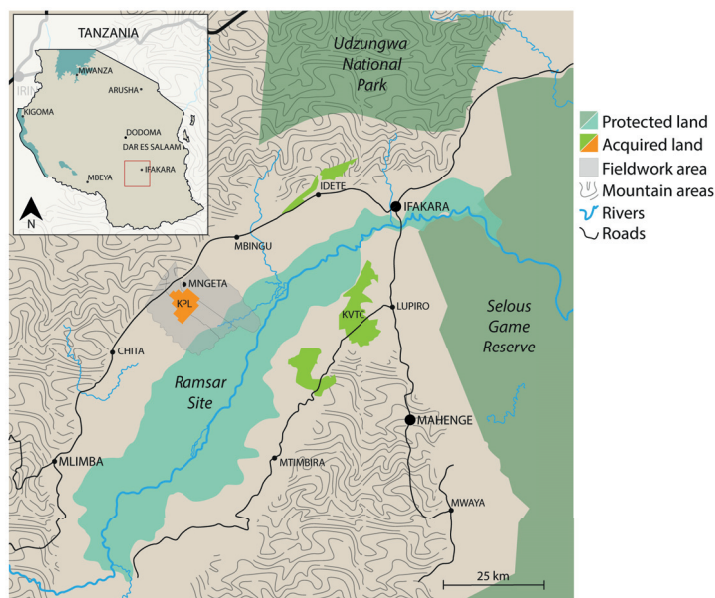 TANZANIA
MWANZA
IRIN
ARUSHA
KIGOMA
DODOMA
DAR ES SALAAM
IFAKARA
MBEYA
N
Udzungwa
National
Park
IDETE
IFAKARA
MBINGU
MNGETA
KPL
KVTC
LUPIRO
CHITA
Selous
Game
Reserve
Ramsar
Site
MAHENGE
MLIMBA
MTIMBIRA
MWAYA
25 km
Protected land
Acquired land
Fieldwork area
Mountain areas
Rivers
Roads